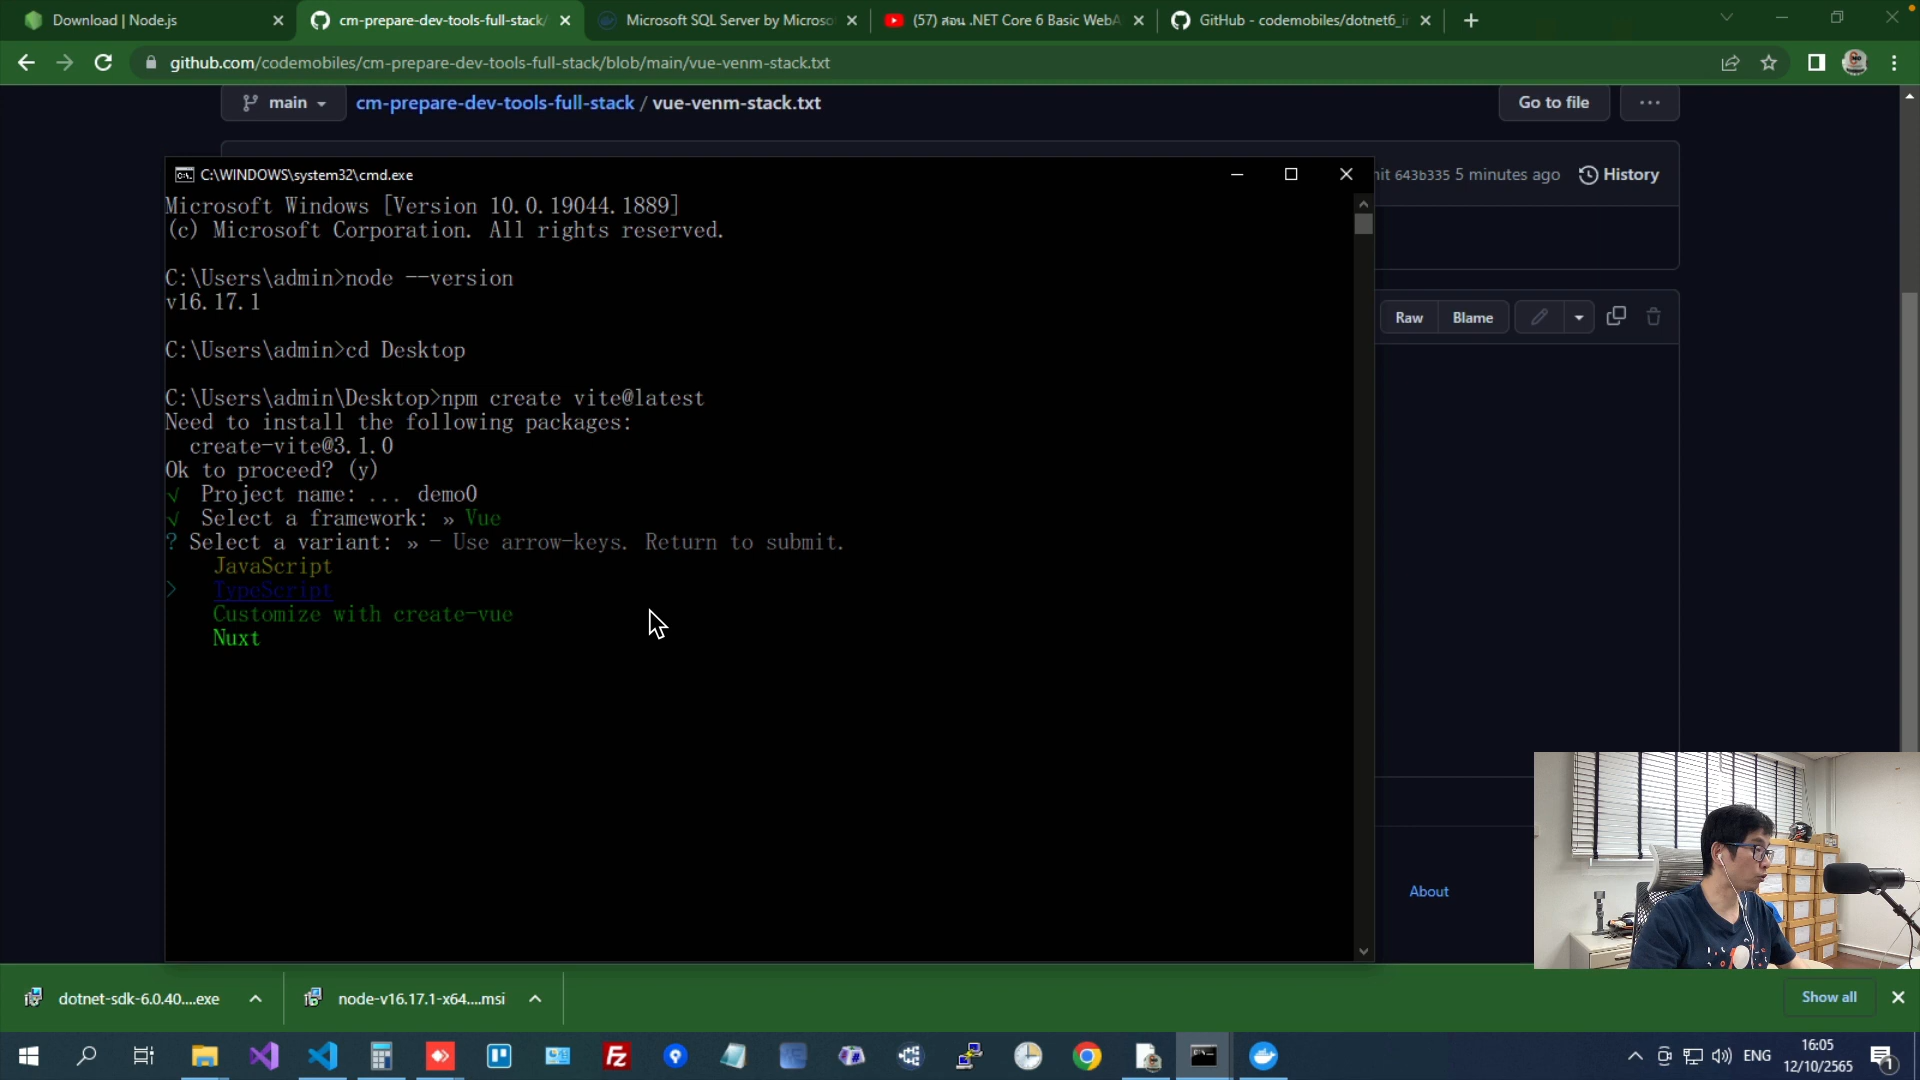 Download | Node.js
cm-prepare-dev-tools-full-stack/
Microsoft SQL Server by Microso
(57) สอน .NET Core 6 Basic WebA
GitHub - codemobiles/dotnet6_i
github.com/codemobiles/cm-prepare-dev-tools-full-stack/blob/main/vue-venm-stack.txt
main
cm-prepare-dev-tools-full-stack / vue-venm-stack.txt
Go to file
C:\WINDOWS\system32\cmd.exe
nit 643b335 5 minutes ago
History
Microsoft Windows [Version 10.0.19044.1889]
(c) Microsoft Corporation. All rights reserved.
C:\Users\admin>node --version
v16.17.1
Raw
Blame
C:\Users\admin>cd Desktop
C:\Users\admin\Desktop>npm create vite@latest
Need to install the following packages:
create-vite@3.1.0
Ok to proceed? (y)
√ Project name: ... demo0
√ Select a framework: » Vue
? Select a variant: » - Use arrow-keys. Return to submit.
JavaScript
> TypeScript
Customize with create-vue
Nuxt
About
dotnet-sdk-6.0.40....exe
node-v16.17.1-x64....msi
Show all
ENG
16:05
12/10/2565
1